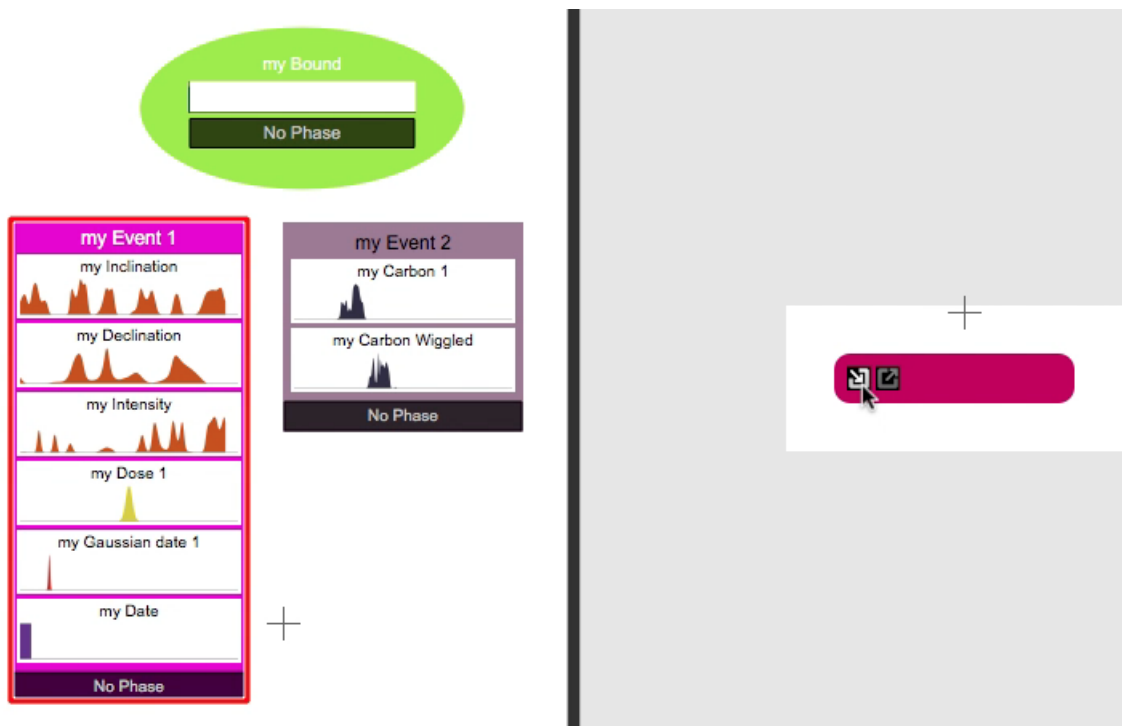 my Bound
No Phase
my Event 1
my Inclination
my Declination
my Intensity
my Dose 1
my Gaussian date 1
my Date
No Phase
my Event 2
my Carbon 1
my Carbon Wiggled
No Phase